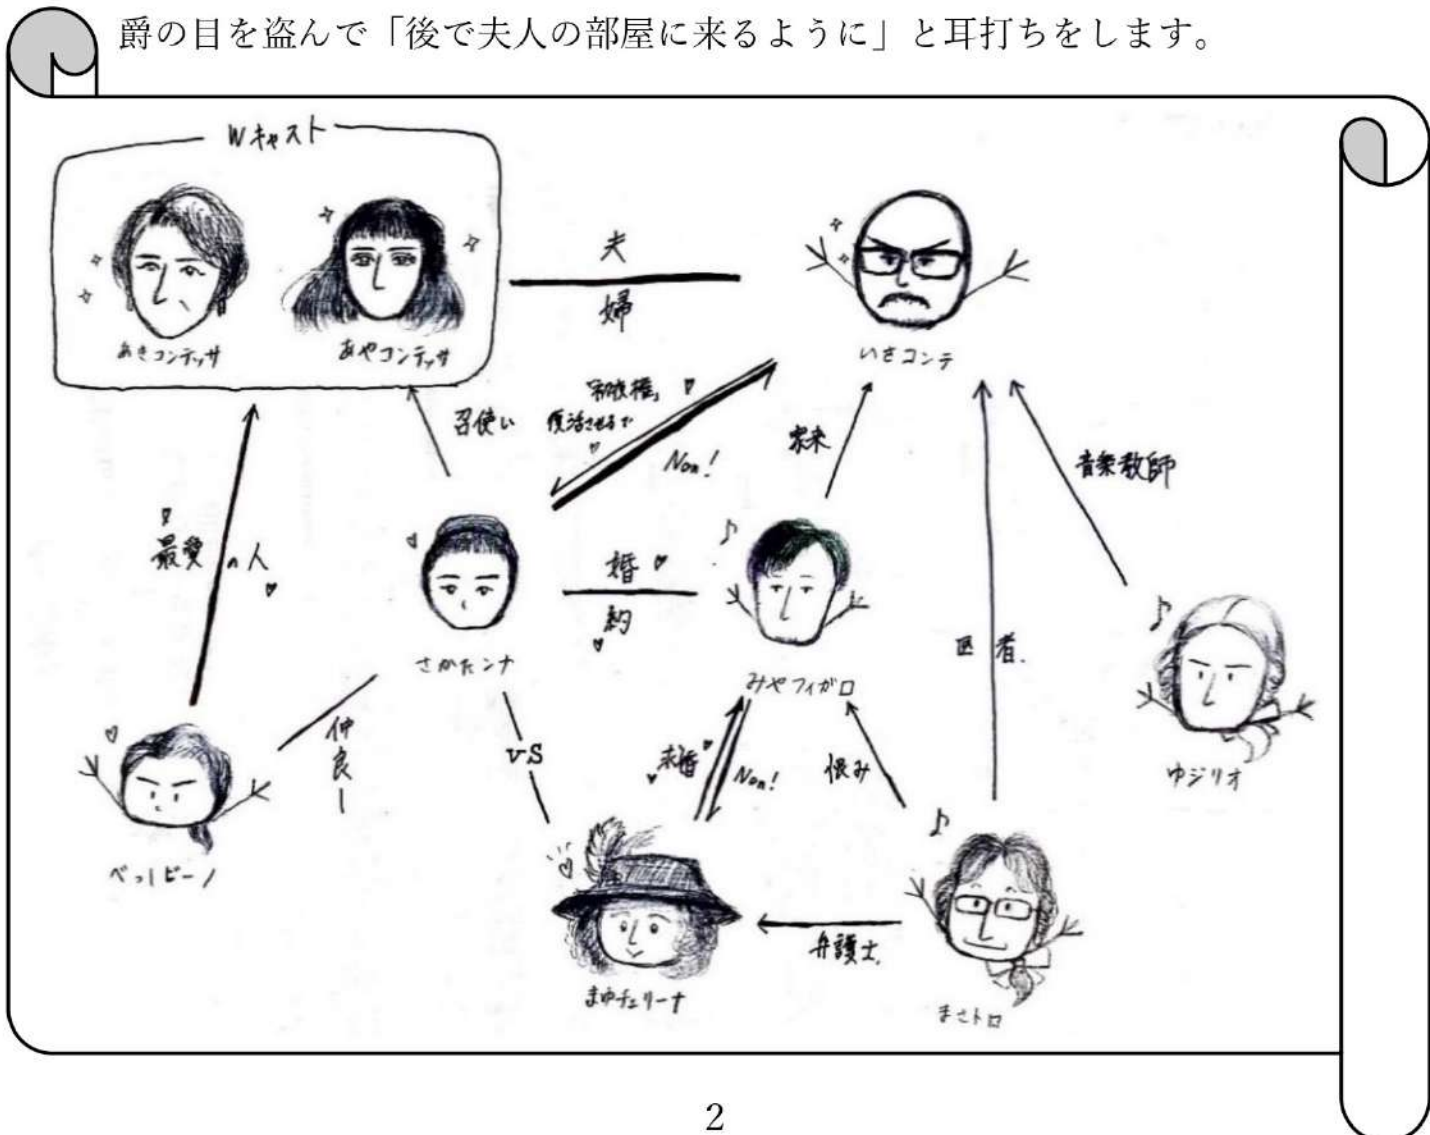 爵の目を盗んで「後で夫人の部屋に来るように」と耳打ちをします。
Wキャスト
あきコンテッサ
あやコンテッサ
夫
婦
いさコンテ
召使い
「初夜権」
復活させるで
Non!
家来
音楽教師
最愛の人
さかたンナ
婚
約
みやフィガロ
医者.
ゆジリオ
仲良し
vs
求婚
Non!
恨み
べっしピーノ
まゆチェリーナ
弁護士.
まさトロ
2